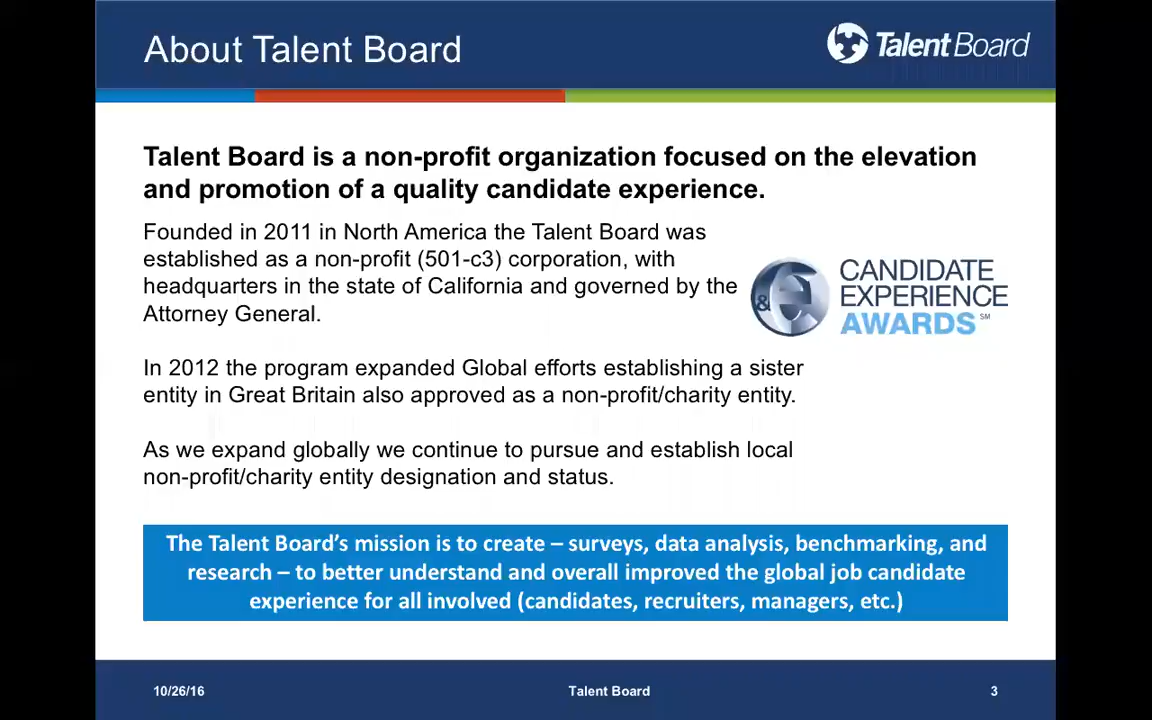 About Talent Board
Talent Board
Talent Board is a non-profit organization focused on the elevation
and promotion of a quality candidate experience.
Founded in 2011 in North America the Talent Board was
established as a non-profit (501-c3) corporation, with
headquarters in the state of California and governed by the
Attorney General.
&
CANDIDATE
EXPERIENCE
AWARDS SM
In 2012 the program expanded Global efforts establishing a sister
entity in Great Britain also approved as a non-profit/charity entity.
As we expand globally we continue to pursue and establish local
non-profit/charity entity designation and status.
The Talent Board’s mission is to create – surveys, data analysis, benchmarking, and
research – to better understand and overall improved the global job candidate
experience for all involved (candidates, recruiters, managers, etc.)
10/26/16
Talent Board
3